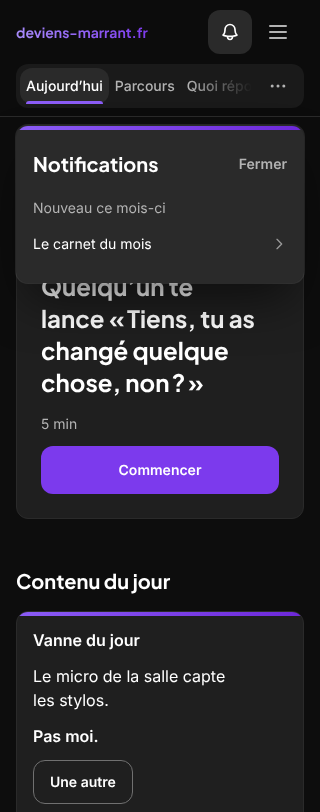 deviens-marrant.fr
Aujourd’hui Parcours Quoi répo
Notifications Fermer
Nouveau ce mois-ci
Le carnet du mois
Quelqu’un te
lance « Tiens, tu as
changé quelque
chose, non ? »
5 min
Commencer
Contenu du jour
Vanne du jour
Le micro de la salle capte
les stylos.
Pas moi.
Une autre